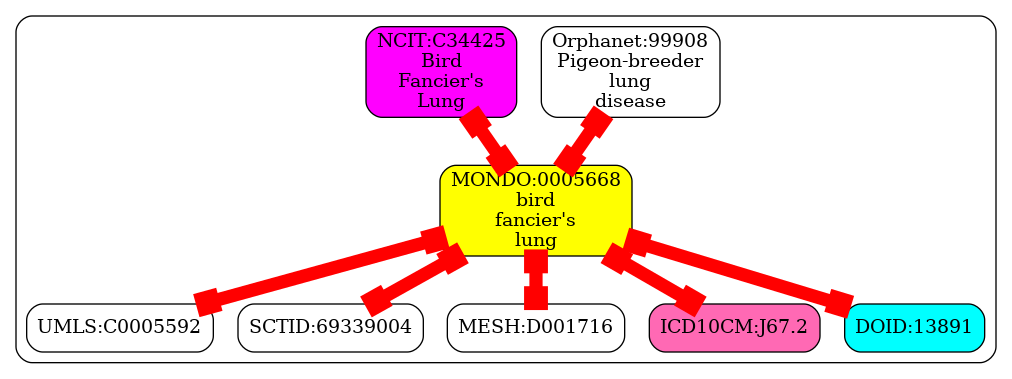 NCIT:C34425
Bird
Fancier's
Lung
Orphanet:99908
Pigeon-breeder
lung
disease
MONDO:0005668
bird
fancier's
lung
UMLS:C0005592
SCTID:69339004
MESH:D001716
ICD10CM:J67.2
DOID:13891